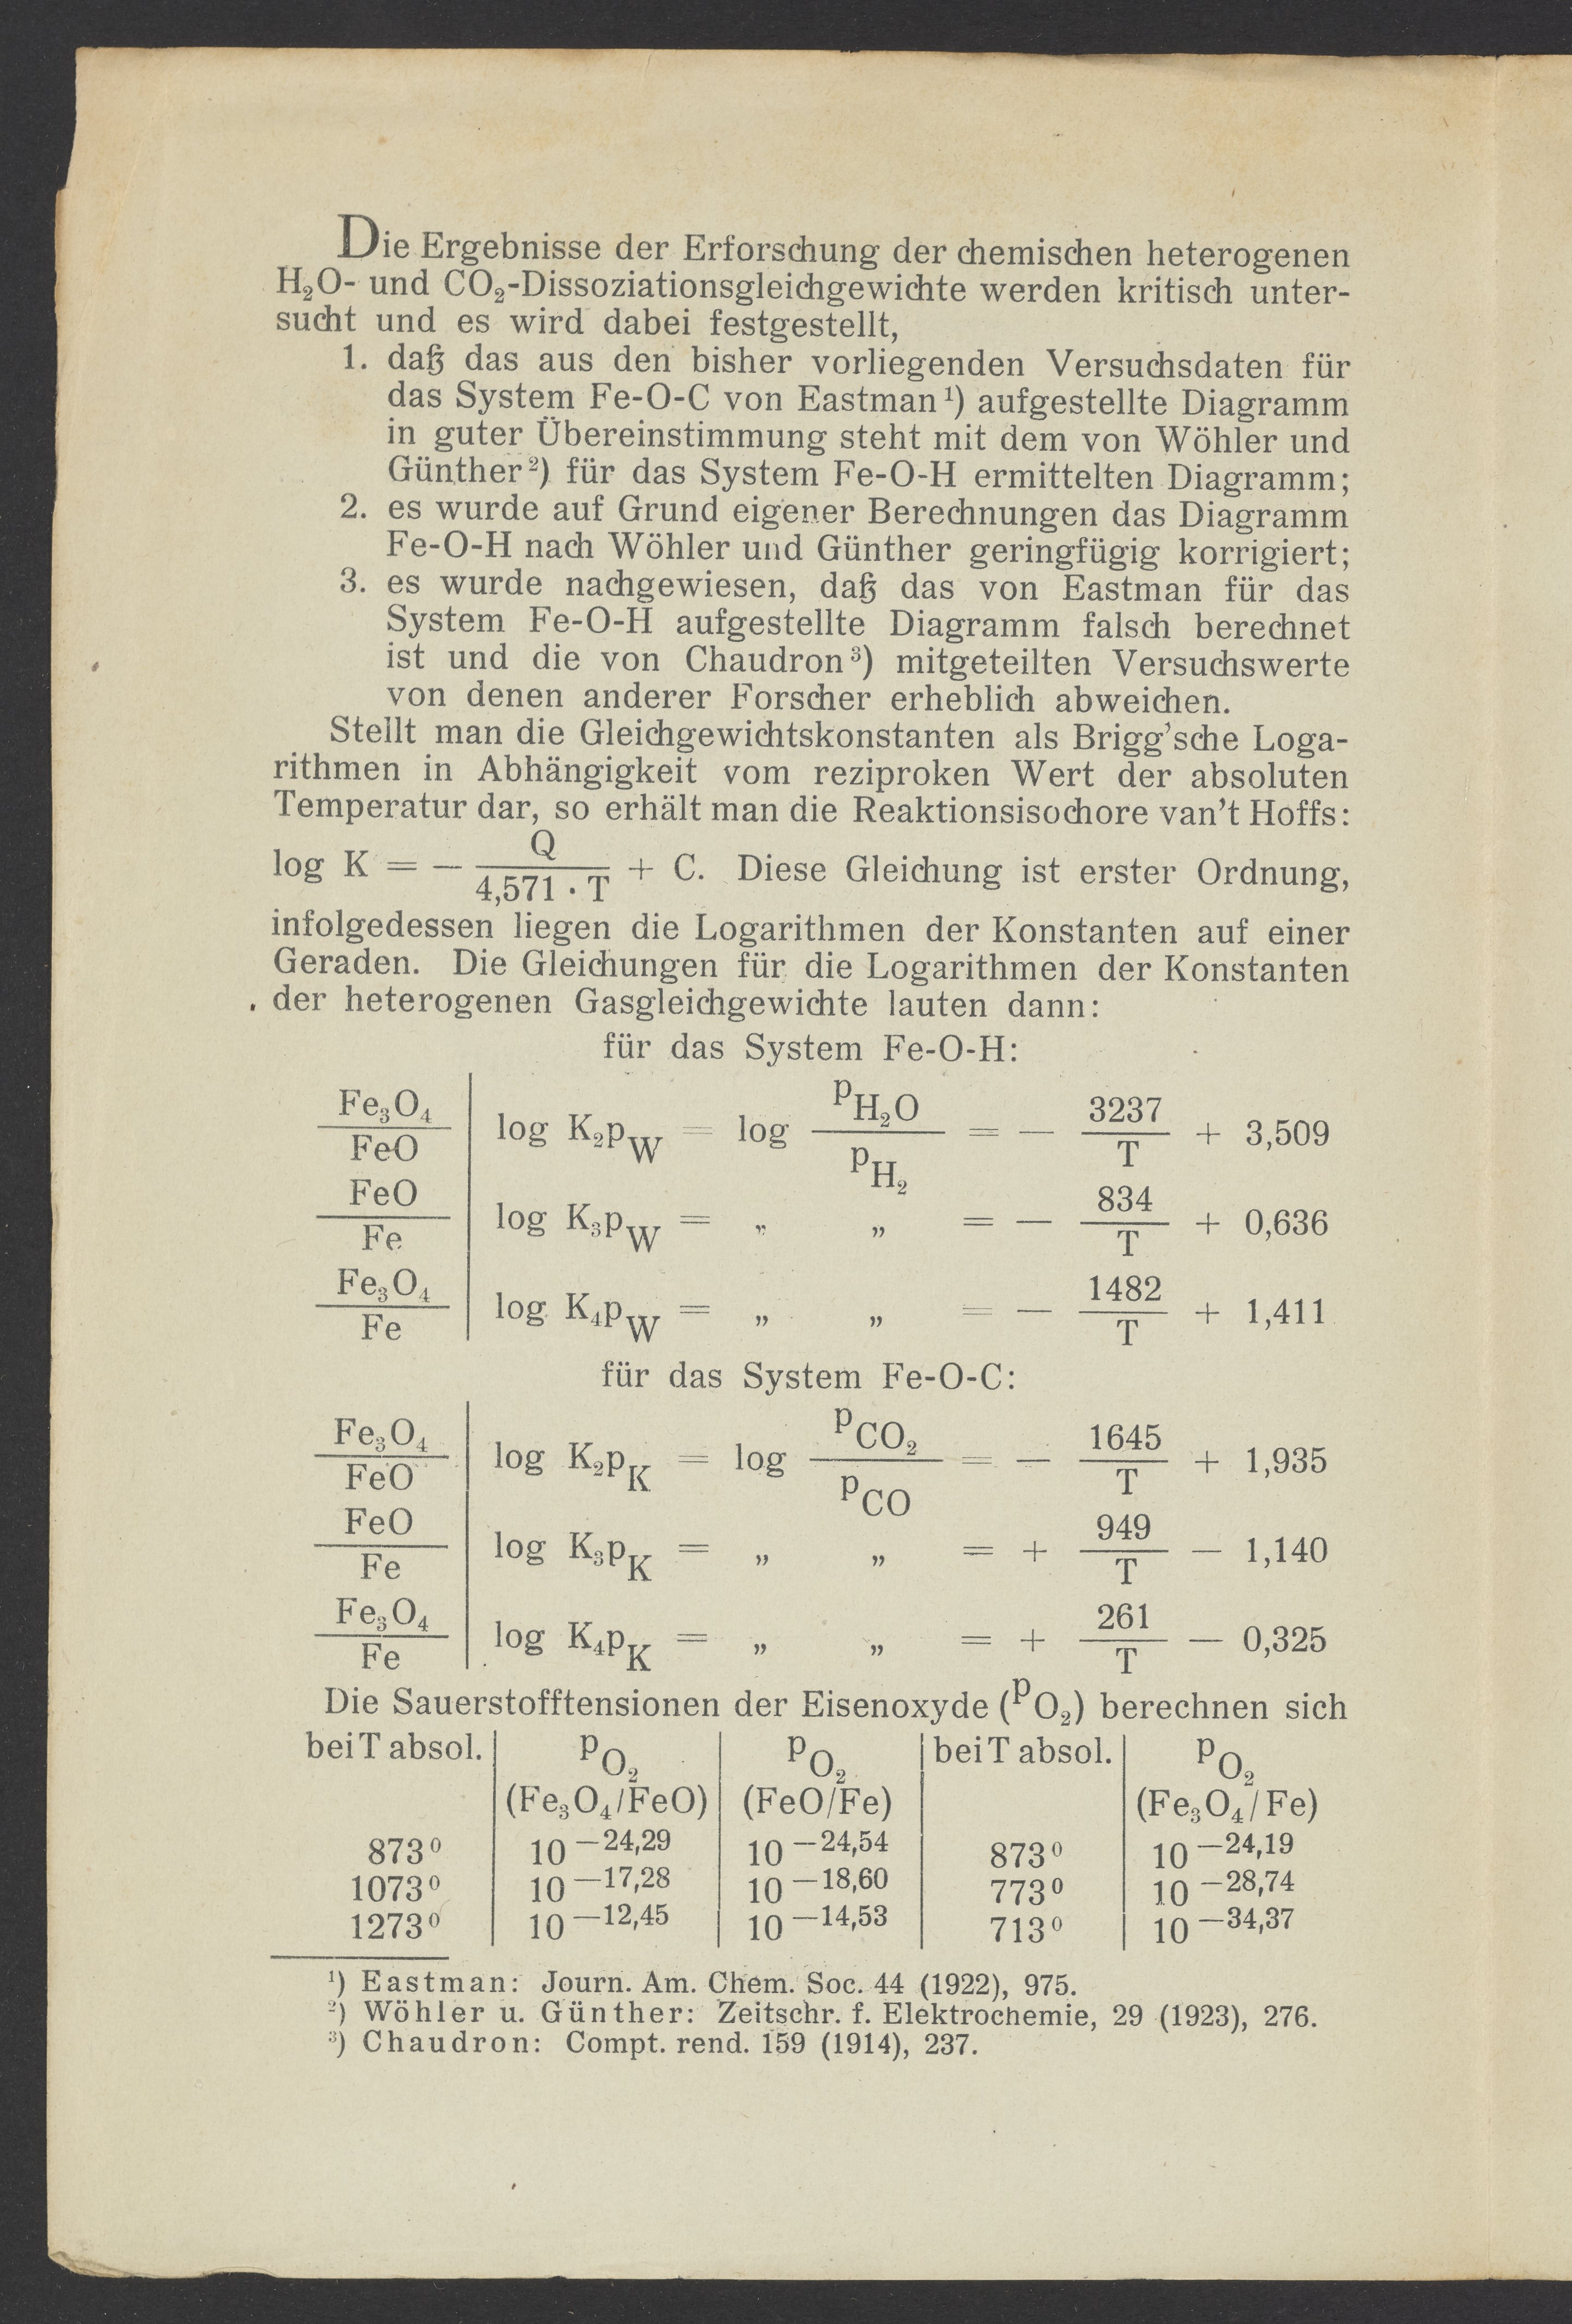 Die Ergebnisse der Erforschung der chemischen heterogenen
H₂O- und CO₂-Dissoziationsgleichgewichte werden kritisch unter-
sucht und es wird dabei festgestellt,
1. daß das aus den bisher vorliegenden Versuchsdaten für
das System Fe-O-C von Eastman ¹) aufgestellte Diagramm
in guter Übereinstimmung steht mit dem von Wöhler und
Günther ²) für das System Fe-O-H ermittelten Diagramm;
2. es wurde auf Grund eigener Berechnungen das Diagramm
Fe-O-H nach Wöhler und Günther geringfügig korrigiert;
3. es wurde nachgewiesen, daß das von Eastman für das
System Fe-O-H aufgestellte Diagramm falsch berechnet
ist und die von Chaudron ³) mitgeteilten Versuchswerte
von denen anderer Forscher erheblich abweichen.
Stellt man die Gleichgewichtskonstanten als Brigg'sche Loga-
rithmen in Abhängigkeit vom reziproken Wert der absoluten
Temperatur dar, so erhält man die Reaktionsisochore van't Hoffs:
log K = − Q / 4,571 · T + C. Diese Gleichung ist erster Ordnung,
infolgedessen liegen die Logarithmen der Konstanten auf einer
Geraden. Die Gleichungen für die Logarithmen der Konstanten
der heterogenen Gasgleichgewichte lauten dann:
für das System Fe-O-H:
Fe₃O₄ / FeO | log K₂p_W = log p_H₂O / p_H₂ = − 3237 / T + 3,509
FeO / Fe | log K₃p_W = „ „ = − 834 / T + 0,636
Fe₃O₄ / Fe | log K₄p_W = „ „ = − 1482 / T + 1,411
für das System Fe-O-C:
Fe₃O₄ / FeO | log K₂p_K = log p_CO₂ / p_CO = − 1645 / T + 1,935
FeO / Fe | log K₃p_K = „ „ = + 949 / T − 1,140
Fe₃O₄ / Fe | log K₄p_K = „ „ = + 261 / T − 0,325
Die Sauerstofftensionen der Eisenoxyde (p O₂) berechnen sich
bei T absol. | p O₂ | p O₂ | bei T absol. | p O₂
(Fe₃O₄/FeO) | (FeO/Fe) | (Fe₃O₄/Fe)
873⁰ | 10 −24,29 | 10 −24,54 | 873⁰ | 10 −24,19
1073⁰ | 10 −17,28 | 10 −18,60 | 773⁰ | 10 −28,74
1273⁰ | 10 −12,45 | 10 −14,53 | 713⁰ | 10 −34,37
¹) Eastman: Journ. Am. Chem. Soc. 44 (1922), 975.
²) Wöhler u. Günther: Zeitschr. f. Elektrochemie, 29 (1923), 276.
³) Chaudron: Compt. rend. 159 (1914), 237.